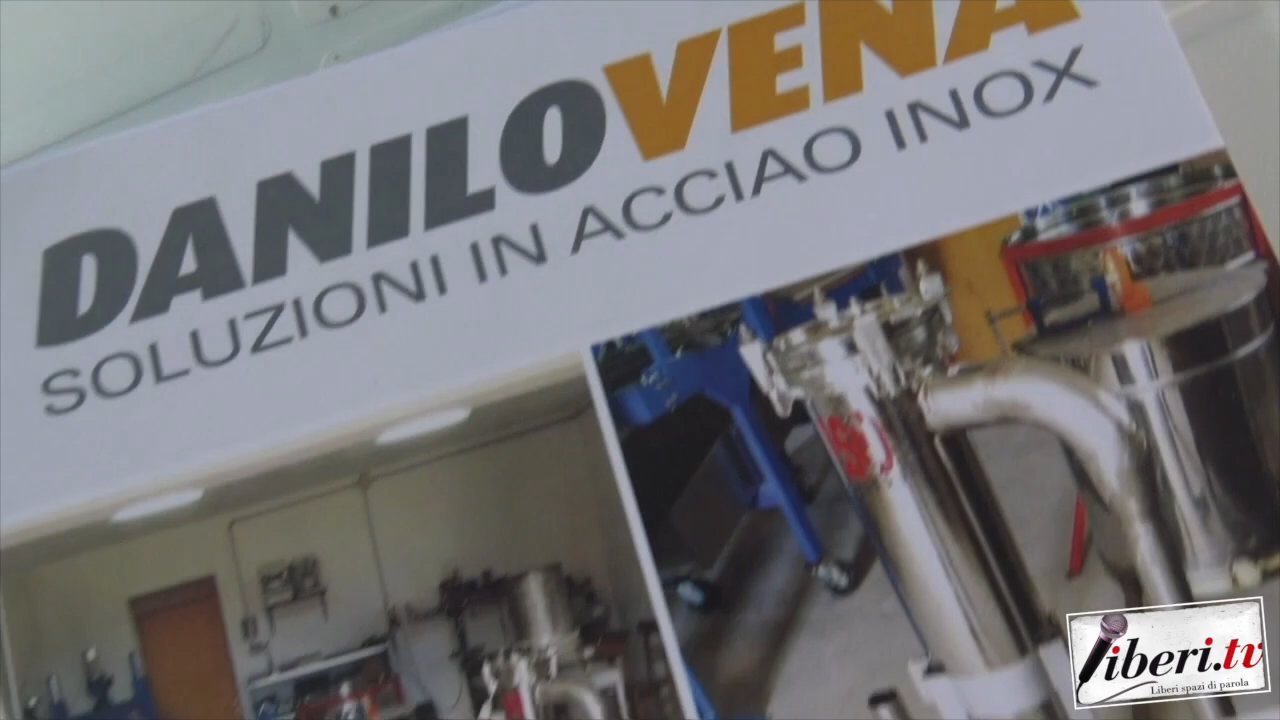 DANILOVENA
SOLUZIONI IN ACCIAO INOX
liberi.tv
Liberi spazi di parola